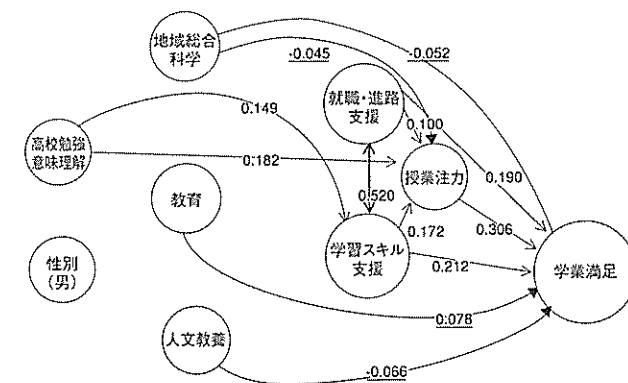 地域総合
科学
-0.045
-0.052
就職・進路
支援
0.149
0.100
高校勉強
意味理解
0.182
授業注力
0.190
教育
0.520
0.172
0.306
学習スキル
支援
0.212
学業満足
性別
(男)
0.078
人文教養
-0.066